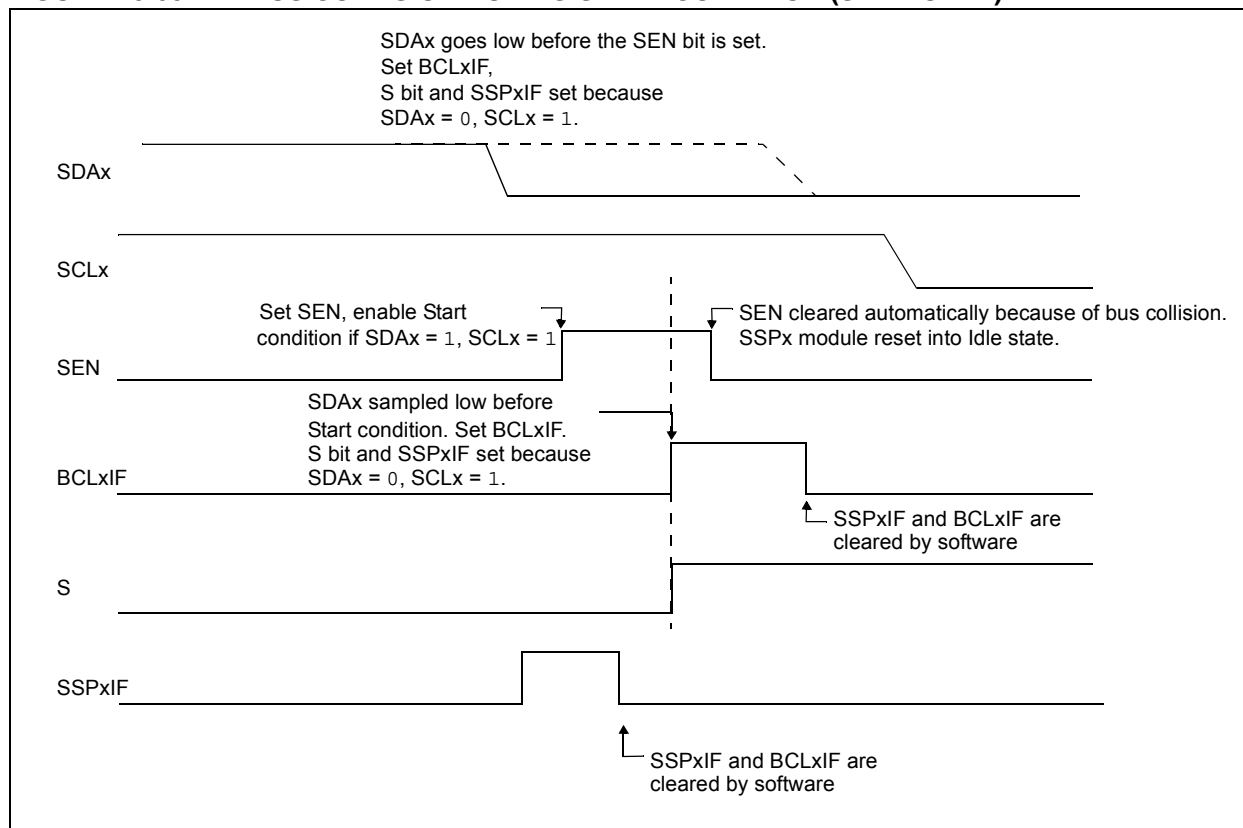 SDAx goes low before the SEN bit is set.
Set BCLxIF,
S bit and SSPxIF set because
SDAx = 0, SCLx = 1.
SDAx
SCLx
Set SEN, enable Start
condition if SDAx = 1, SCLx = 1
SEN cleared automatically because of bus collision.
SSPx module reset into Idle state.
SEN
SDAx sampled low before
Start condition. Set BCLxIF.
S bit and SSPxIF set because
SDAx = 0, SCLx = 1.
BCLxIF
SSPxIF and BCLxIF are
cleared by software
S
SSPxIF
SSPxIF and BCLxIF are
cleared by software